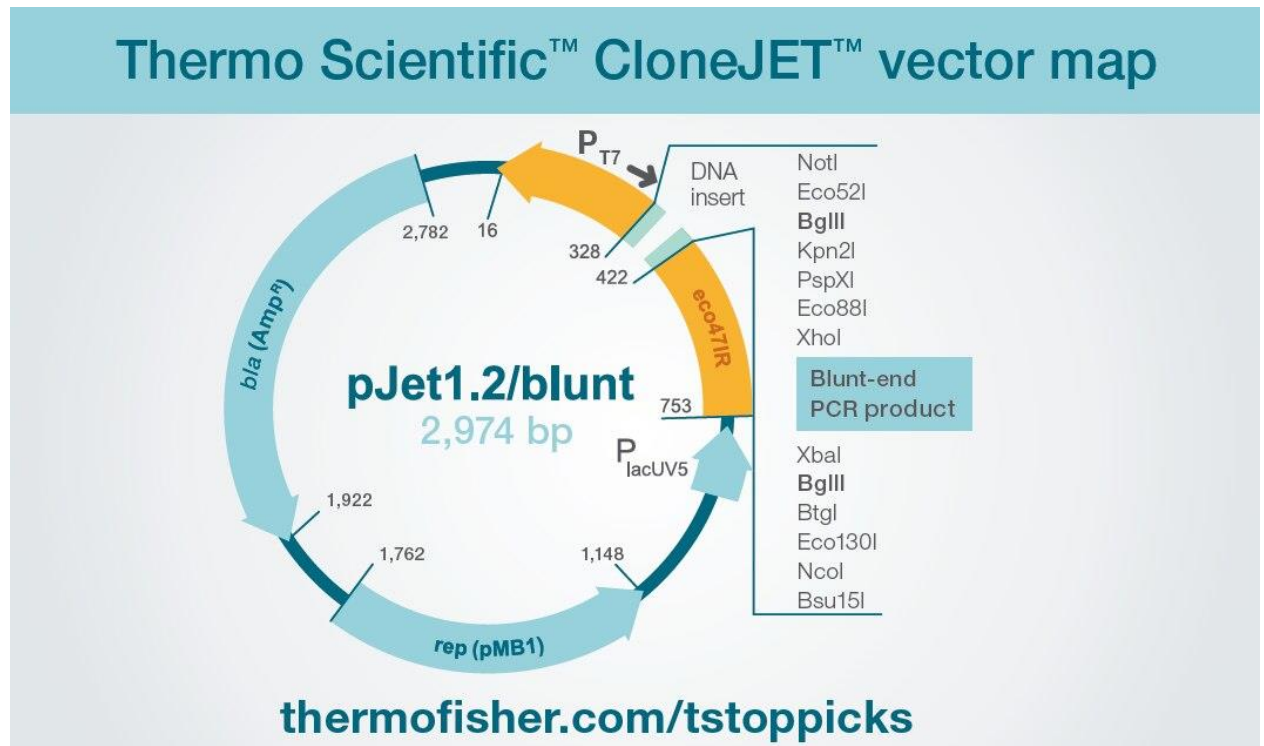 Thermo Scientific™ CloneJET™ vector map
P T7
DNA
insert
NotI
Eco52I
BglII
Kpn2I
PspXI
Eco88I
XhoI
Blunt-end
PCR product
XbaI
BglII
BtgI
Eco130I
NcoI
Bsu15I
2,782
16
328
422
eco47IR
bla (Ampᴿ)
pJet1.2/blunt
2,974 bp
753
P lacUV5
1,922
1,762
1,148
rep (pMB1)
thermofisher.com/tstoppicks